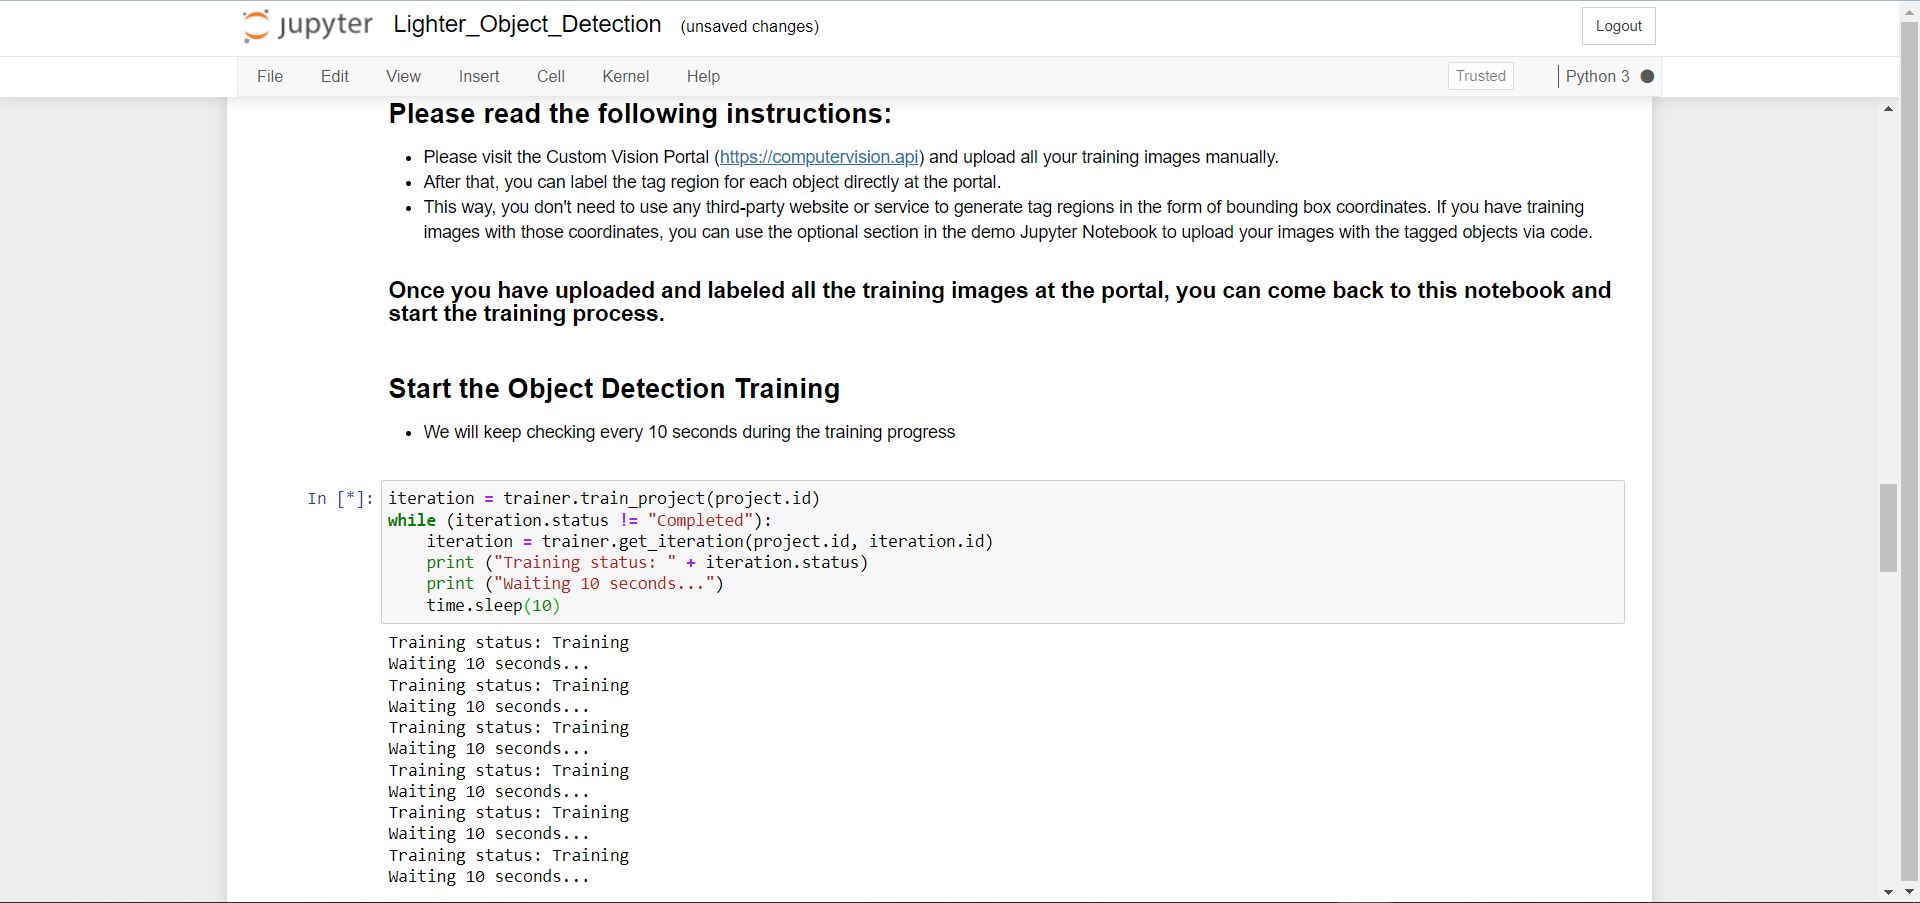 jupyter Lighter_Object_Detection (unsaved changes) Logout
File Edit View Insert Cell Kernel Help Trusted Python 3
Please read the following instructions:
• Please visit the Custom Vision Portal (https://computervision.api) and upload all your training images manually.
• After that, you can label the tag region for each object directly at the portal.
• This way, you don't need to use any third-party website or service to generate tag regions in the form of bounding box coordinates. If you have training
images with those coordinates, you can use the optional section in the demo Jupyter Notebook to upload your images with the tagged objects via code.
Once you have uploaded and labeled all the training images at the portal, you can come back to this notebook and
start the training process.
Start the Object Detection Training
• We will keep checking every 10 seconds during the training progress
In [*]: iteration = trainer.train_project(project.id)
while (iteration.status != "Completed"):
    iteration = trainer.get_iteration(project.id, iteration.id)
    print ("Training status: " + iteration.status)
    print ("Waiting 10 seconds...")
    time.sleep(10)
Training status: Training
Waiting 10 seconds...
Training status: Training
Waiting 10 seconds...
Training status: Training
Waiting 10 seconds...
Training status: Training
Waiting 10 seconds...
Training status: Training
Waiting 10 seconds...
Training status: Training
Waiting 10 seconds...